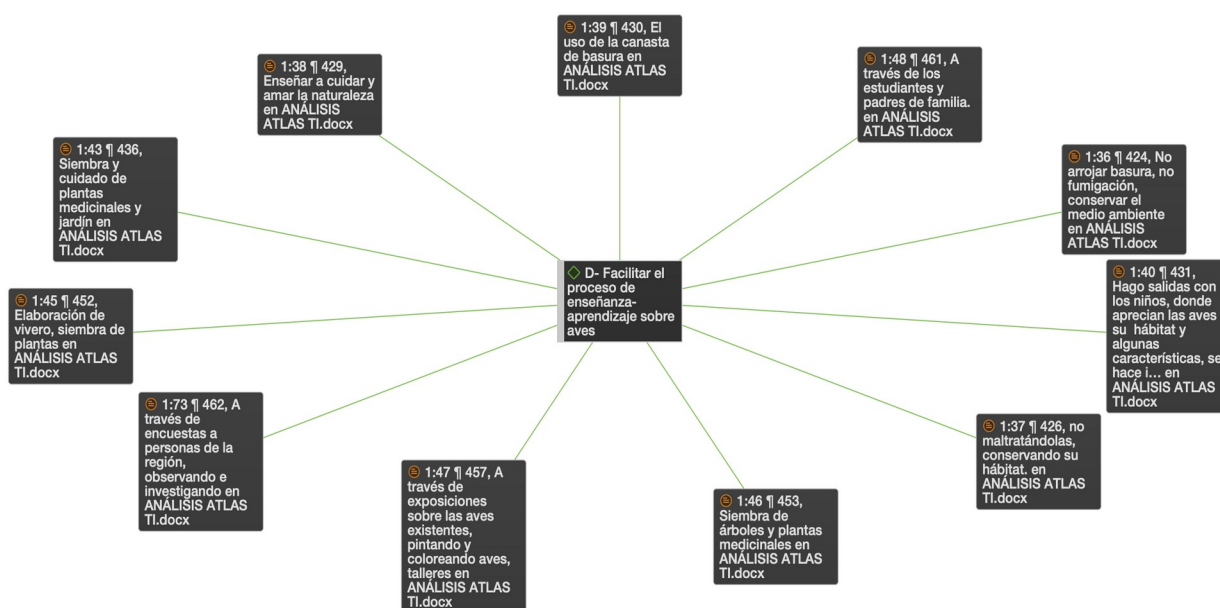 1:39 ¶ 430, El
uso de la canasta
de basura en
ANÁLISIS ATLAS
TI.docx
1:38 ¶ 429,
Enseñar a cuidar y
amar la naturaleza
en ANÁLISIS
ATLAS TI.docx
1:48 ¶ 461, A
través de los
estudiantes y
padres de familia.
en ANÁLISIS
ATLAS TI.docx
1:43 ¶ 436,
Siembra y
cuidado de
plantas
medicinales y
jardín en
ANÁLISIS ATLAS
TI.docx
1:36 ¶ 424, No
arrojar basura, no
fumigación,
conservar el
medio ambiente
en ANÁLISIS
ATLAS TI.docx
D- Facilitar el
proceso de
enseñanza-
aprendizaje sobre
aves
1:40 ¶ 431,
Hago salidas con
los niños, donde
aprecian las aves
su hábitat y
algunas
características, se
hace i... en
ANÁLISIS ATLAS
TI.docx
1:45 ¶ 452,
Elaboración de
vivero, siembra de
plantas en
ANÁLISIS ATLAS
TI.docx
1:73 ¶ 462, A
través de
encuestas a
personas de la
región,
observando e
investigando en
ANÁLISIS ATLAS
TI.docx
1:37 ¶ 426, no
maltratándolas,
conservando su
hábitat. en
ANÁLISIS ATLAS
TI.docx
1:47 ¶ 457, A
través de
exposiciones
sobre las aves
existentes,
pintando y
coloreando aves,
talleres en
ANÁLISIS ATLAS
TI.docx
1:46 ¶ 453,
Siembra de
árboles y plantas
medicinales en
ANÁLISIS ATLAS
TI.docx